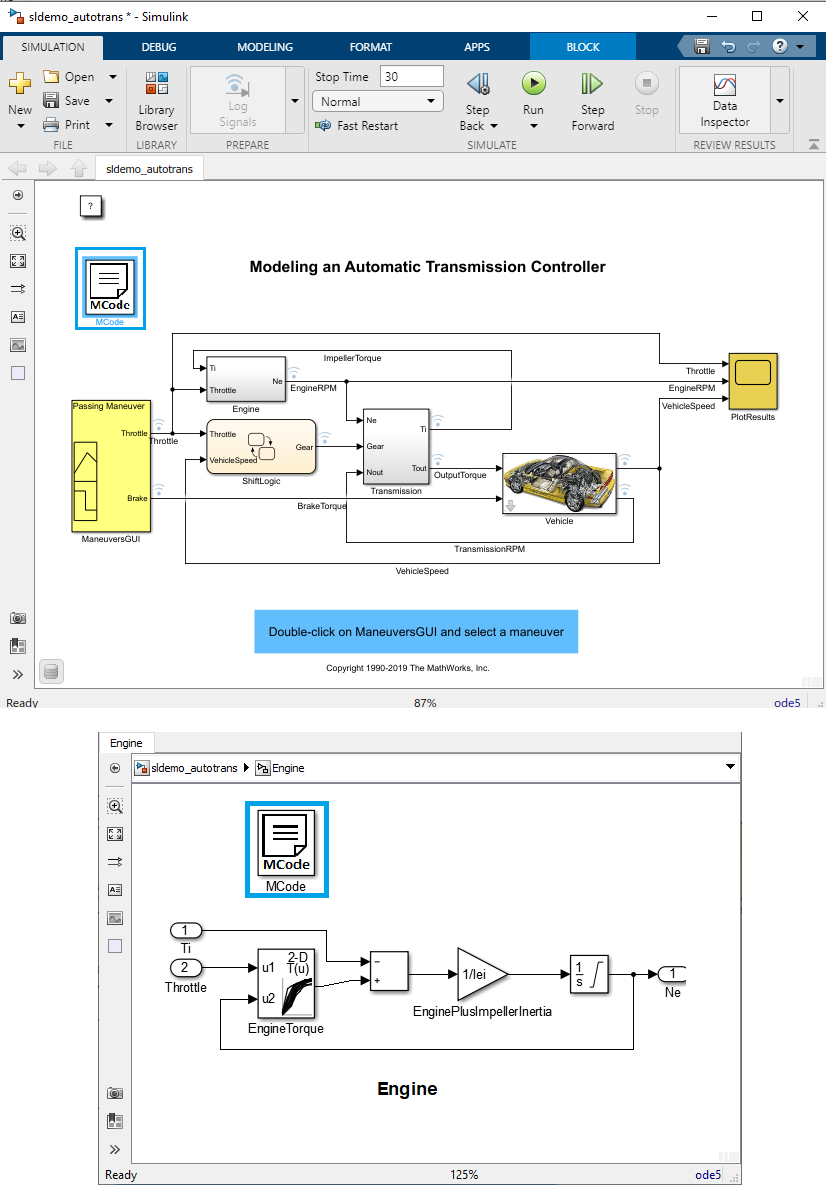 sldemo_autotrans * - Simulink
SIMULATION DEBUG MODELING FORMAT APPS BLOCK
New Open Save Print
FILE
Library Browser
LIBRARY
Log Signals
PREPARE
Stop Time 30
Normal
Fast Restart
Step Back Run Step Forward Stop
SIMULATE
Data Inspector
REVIEW RESULTS
sldemo_autotrans
?
Modeling an Automatic Transmission Controller
MCode
MCode
ImpellerTorque
Ti
Throttle
Ne
EngineRPM
Engine
Throttle
EngineRPM
VehicleSpeed
PlotResults
Passing Maneuver
Throttle
Throttle
Brake
ManeuversGUI
Throttle
VehicleSpeed
Gear
ShiftLogic
Ne
Gear
Nout
Ti
Tout
Transmission
OutputTorque
BrakeTorque
Vehicle
TransmissionRPM
VehicleSpeed
Double-click on ManeuversGUI and select a maneuver
Copyright 1990-2019 The MathWorks, Inc.
Ready 87% ode5
Engine
sldemo_autotrans Engine
MCode
MCode
1
Ti
2
Throttle
2-D
T(u)
u1
u2
EngineTorque
−
+
1/Iei
EnginePlusImpellerInertia
1
s
1
Ne
Engine
Ready 125% ode5